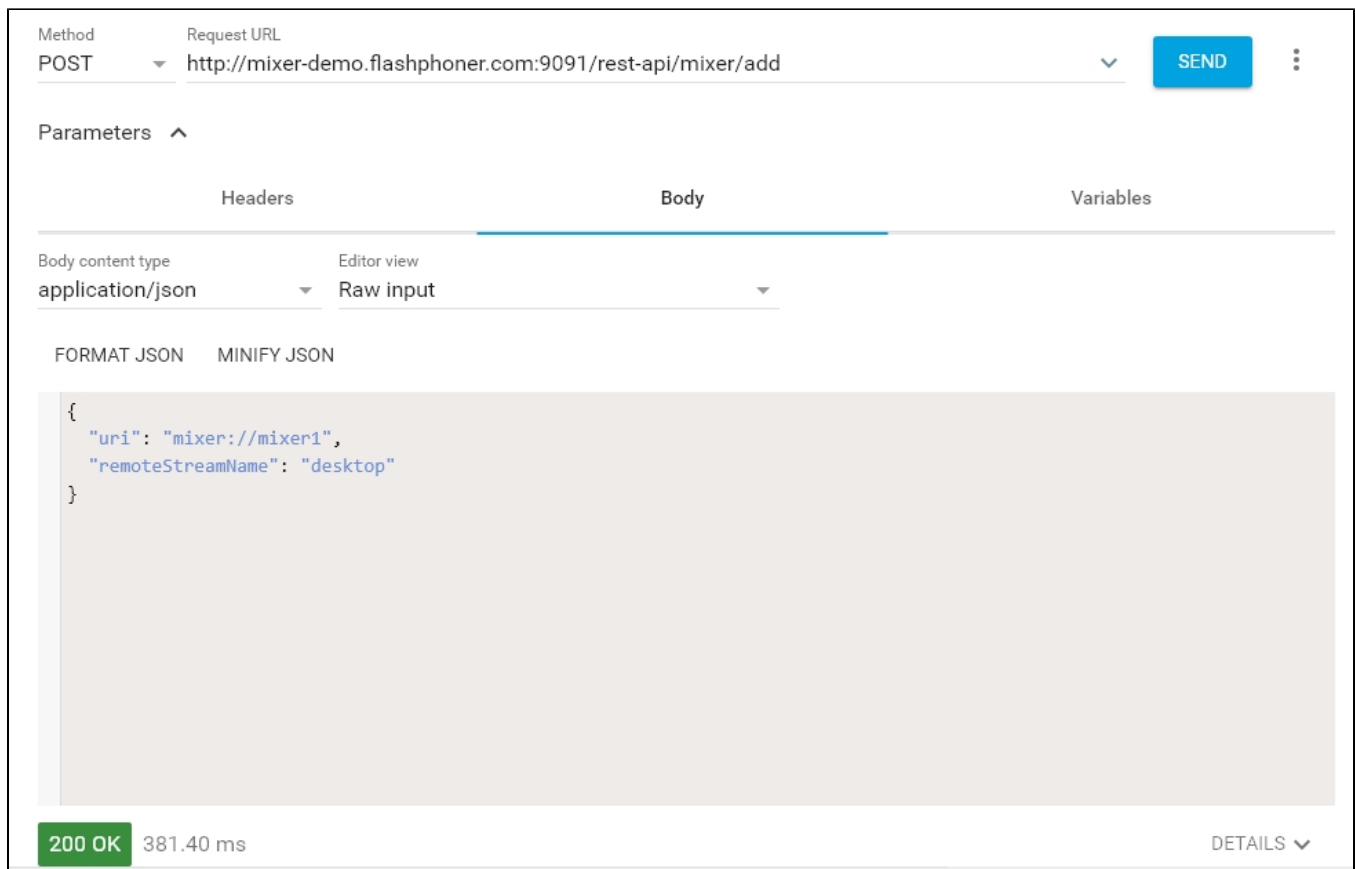 Method Request URL
POST http://mixer-demo.flashphoner.com:9091/rest-api/mixer/add SEND
Parameters
Headers Body Variables
Body content type Editor view
application/json Raw input
FORMAT JSON MINIFY JSON
{
"uri": "mixer://mixer1",
"remoteStreamName": "desktop"
}
200 OK 381.40 ms DETAILS